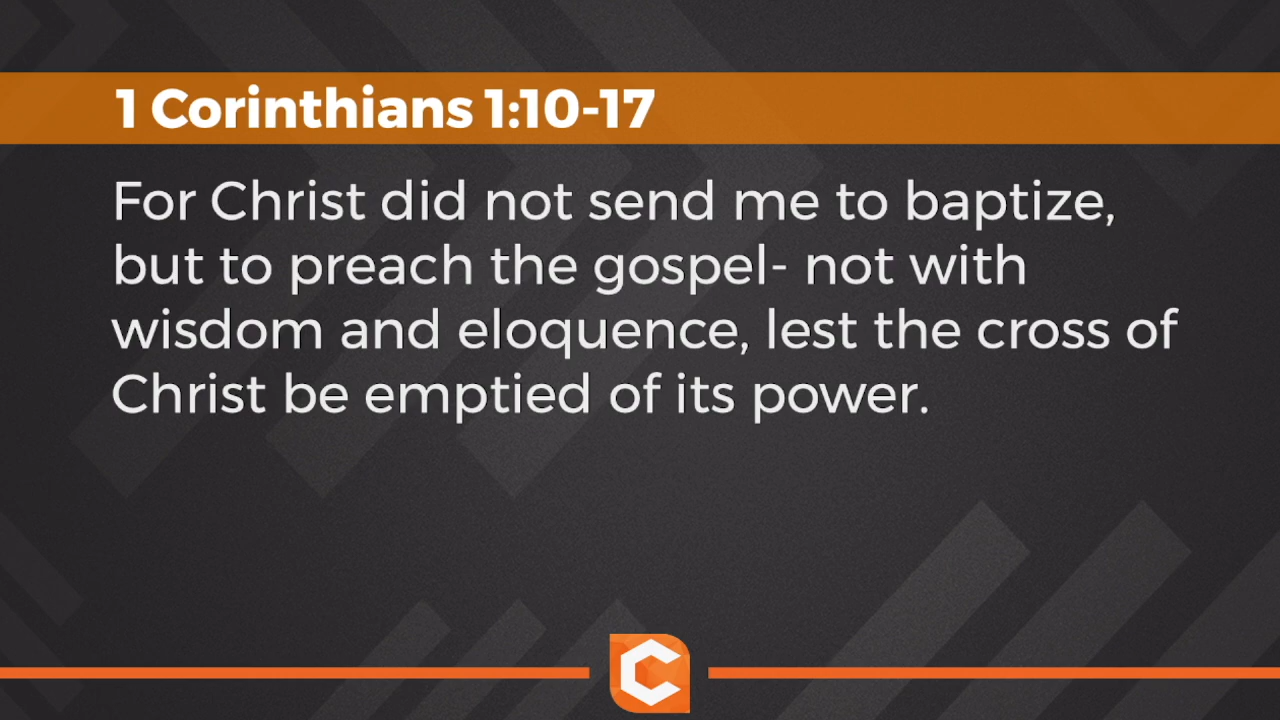 1 Corinthians 1:10-17
For Christ did not send me to baptize,
but to preach the gospel- not with
wisdom and eloquence, lest the cross of
Christ be emptied of its power.
C